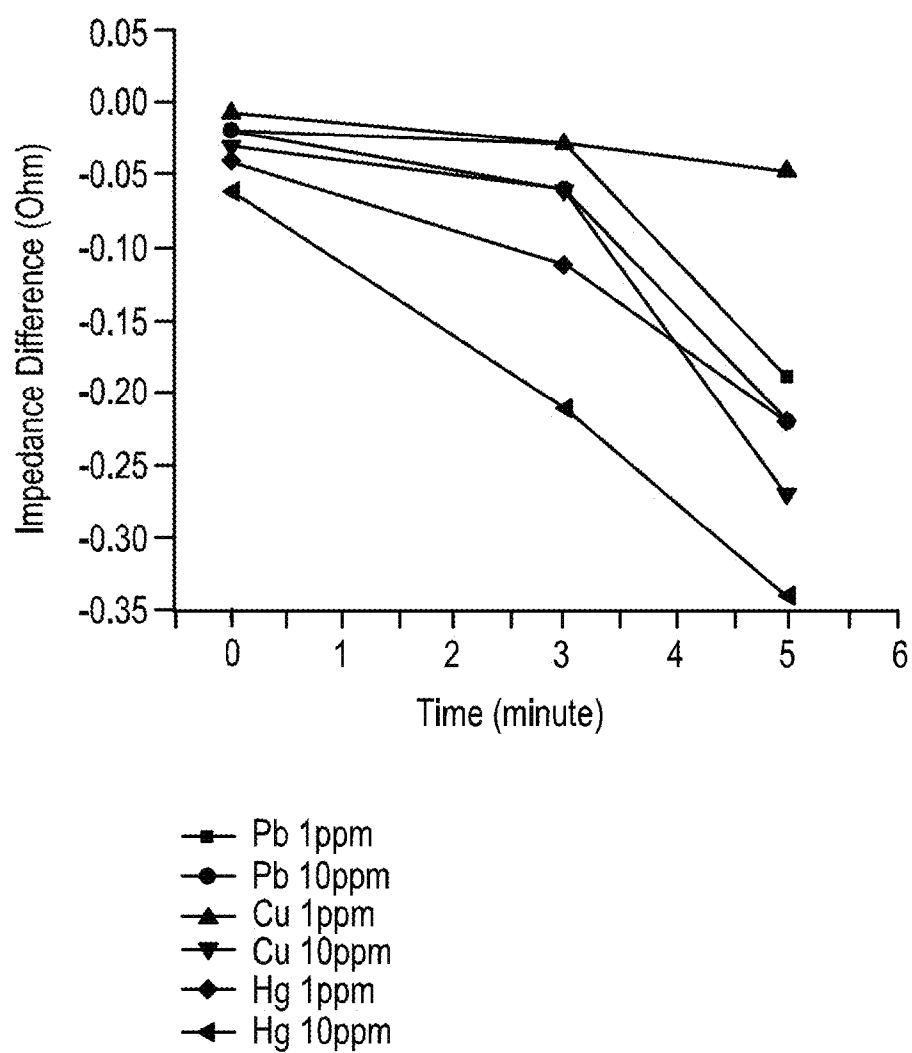 0.05
0.00
-0.05
-0.10
-0.15
-0.20
-0.25
-0.30
-0.35
Impedance Difference (Ohm)
0 1 2 3 4 5 6
Time (minute)
Pb 1ppm
Pb 10ppm
Cu 1ppm
Cu 10ppm
Hg 1ppm
Hg 10ppm